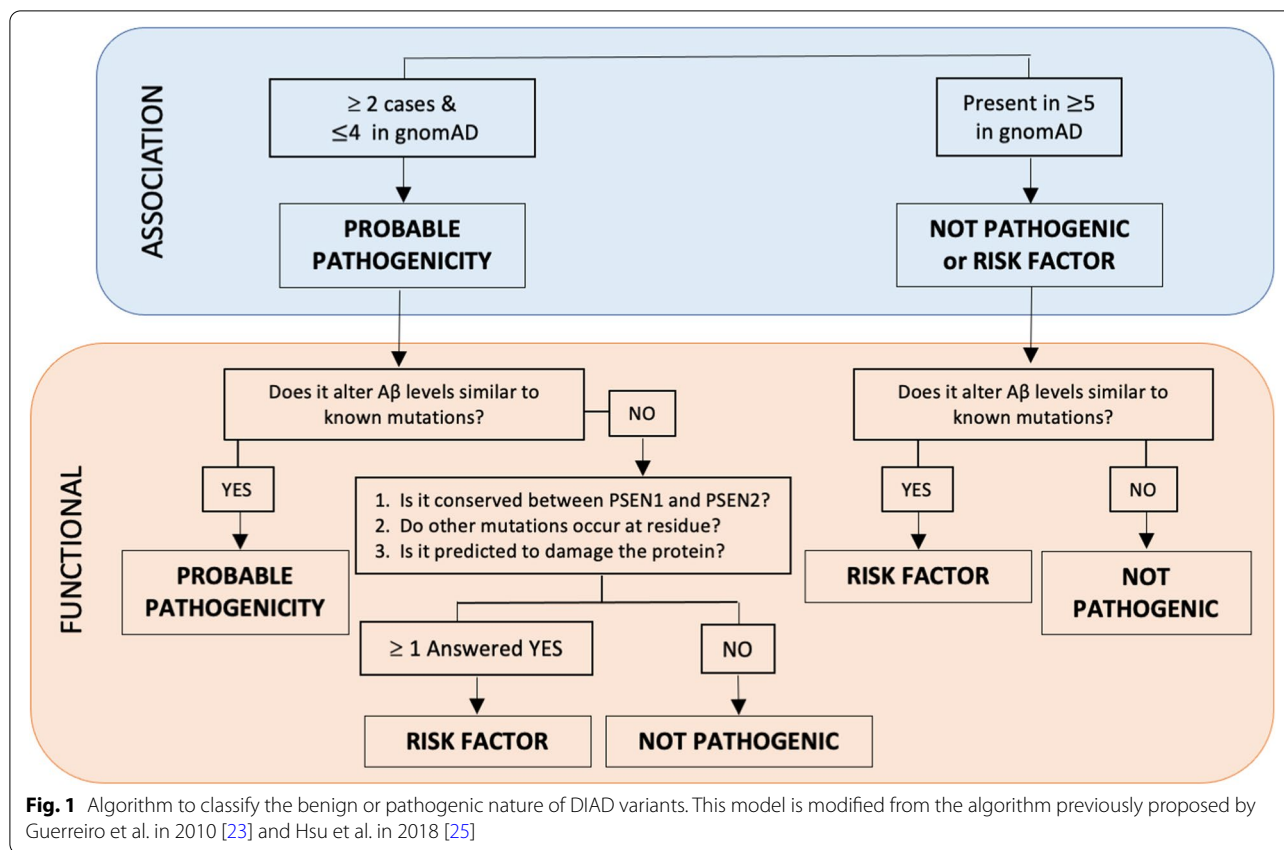 ASSOCIATION
≥ 2 cases &
≤4 in gnomAD
Present in ≥5
in gnomAD
PROBABLE
PATHOGENICITY
NOT PATHOGENIC
or RISK FACTOR
FUNCTIONAL
Does it alter Aβ levels similar to
known mutations?
NO
YES
PROBABLE
PATHOGENICITY
1. Is it conserved between PSEN1 and PSEN2?
2. Do other mutations occur at residue?
3. Is it predicted to damage the protein?
≥ 1 Answered YES
NO
RISK FACTOR
NOT PATHOGENIC
Does it alter Aβ levels similar to
known mutations?
YES
NO
RISK FACTOR
NOT
PATHOGENIC
Fig. 1 Algorithm to classify the benign or pathogenic nature of DIAD variants. This model is modified from the algorithm previously proposed by
Guerreiro et al. in 2010 [23] and Hsu et al. in 2018 [25]